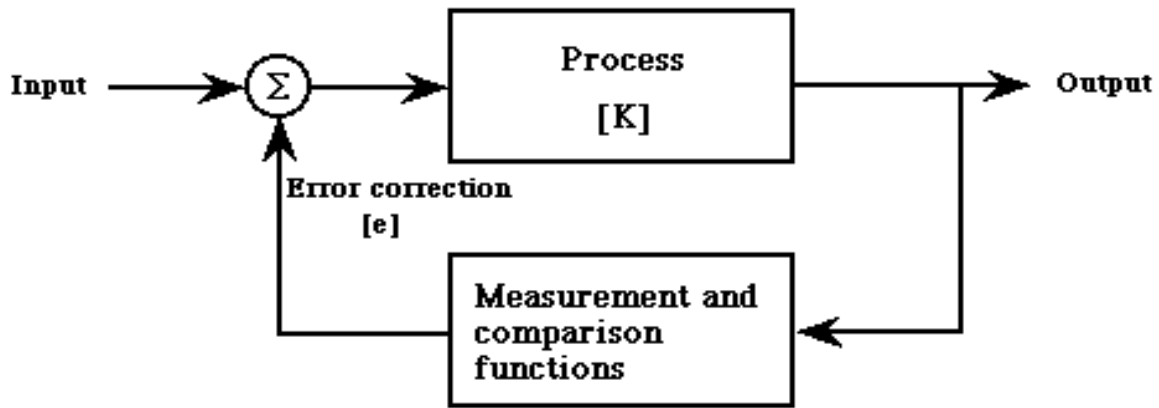 Input
Σ
Process
[K]
Output
Error correction
[e]
Measurement and
comparison
functions